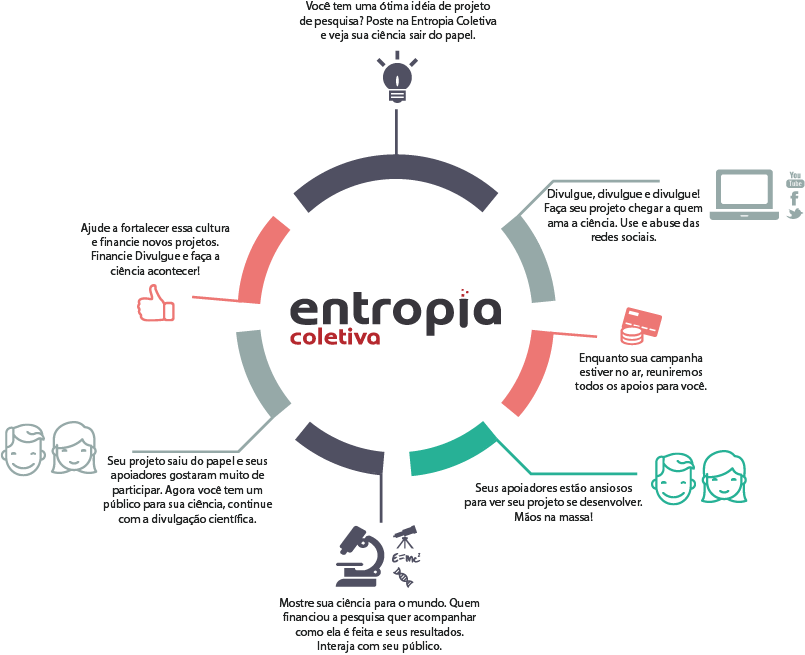 Você tem uma ótima idéia de projeto
de pesquisa? Poste na Entropia Coletiva
e veja sua ciência sair do papel.
Divulgue, divulgue e divulgue!
Faça seu projeto chegar a quem
ama a ciência. Use e abuse das
redes sociais.
You
Tube
Enquanto sua campanha
estiver no ar, reuniremos
todos os apoios para você.
Seus apoiadores estão ansiosos
para ver seu projeto se desenvolver.
Mãos na massa!
E=mc²
Mostre sua ciência para o mundo. Quem
financiou a pesquisa quer acompanhar
como ela é feita e seus resultados.
Interaja com seu público.
Seu projeto saiu do papel e seus
apoiadores gostaram muito de
participar. Agora você tem um
público para sua ciência, continue
com a divulgação científica.
Ajude a fortalecer essa cultura
e financie novos projetos.
Financie Divulgue e faça a
ciência acontecer!
entropia
coletiva